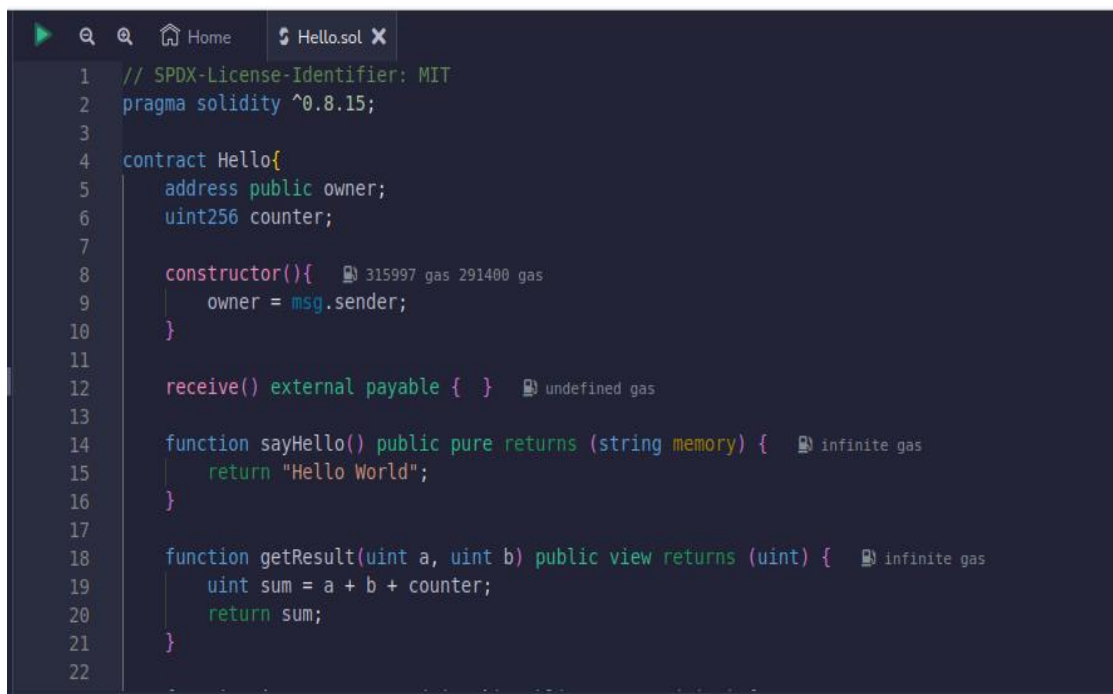 Home Hello.sol
1 // SPDX-License-Identifier: MIT
2 pragma solidity ^0.8.15;
3
4 contract Hello{
5 address public owner;
6 uint256 counter;
7
8 constructor(){ 315997 gas 291400 gas
9 owner = msg.sender;
10 }
11
12 receive() external payable { } undefined gas
13
14 function sayHello() public pure returns (string memory) { infinite gas
15 return "Hello World";
16 }
17
18 function getResult(uint a, uint b) public view returns (uint) { infinite gas
19 uint sum = a + b + counter;
20 return sum;
21 }
22